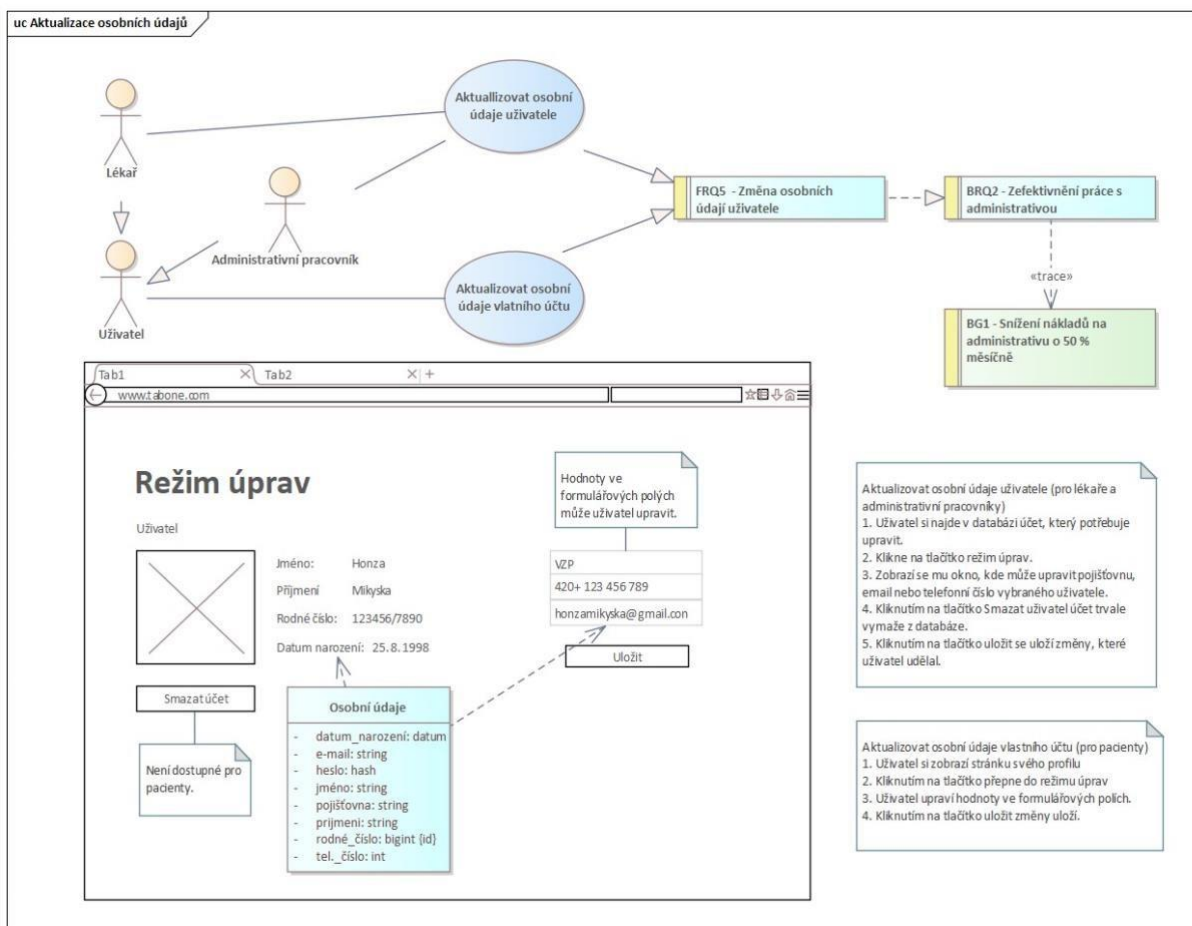 uc Aktualizace osobních údajů
Lékař
Aktuallizovat osobní
údaje uživatele
Administrativní pracovník
Uživatel
Aktualizovat osobní
údaje vlatního účtu
FRQ5 - Změna osobních
údají uživatele
BRQ2 - Zefektivnění práce s
administrativou
«trace»
BG1 - Snížení nákladů na
administrativu o 50 %
měsíčně
Tab1
Tab2
www.tabone.com
Režim úprav
Uživatel
Jméno: Honza
Příjmení Mikyska
Rodné číslo: 123456/7890
Datum narození: 25.8.1998
Hodnoty ve
formulářových polých
může uživatel upravit.
VZP
420+ 123 456 789
honzamikyska@gmail.con
Uložit
Smazat účet
Není dostupné pro
pacienty.
Osobní údaje
- datum_narození: datum
- e-mail: string
- heslo: hash
- jméno: string
- pojišťovna: string
- prijmeni: string
- rodné_číslo: bigint {id}
- tel._číslo: int
Aktualizovat osobní údaje uživatele (pro lékaře a
administrativní pracovníky)
1. Uživatel si najde v databázi účet, který potřebuje
upravit.
2. Klikne na tlačítko režim úprav.
3. Zobrazí se mu okno, kde může upravit pojišťovnu,
email nebo telefonní číslo vybraného uživatele.
4. Kliknutím na tlačítko Smazat uživatel účet trvale
vymaže z databáze.
5. Kliknutím na tlačítko uložit se uloží změny, které
uživatel udělal.
Aktualizovat osobní údaje vlastního účtu (pro pacienty)
1. Uživatel si zobrazí stránku svého profilu
2. Kliknutím na tlačítko přepne do režimu úprav
3. Uživatel upraví hodnoty ve formulářových polích.
4. Kliknutím na tlačítko uložit změny uloží.